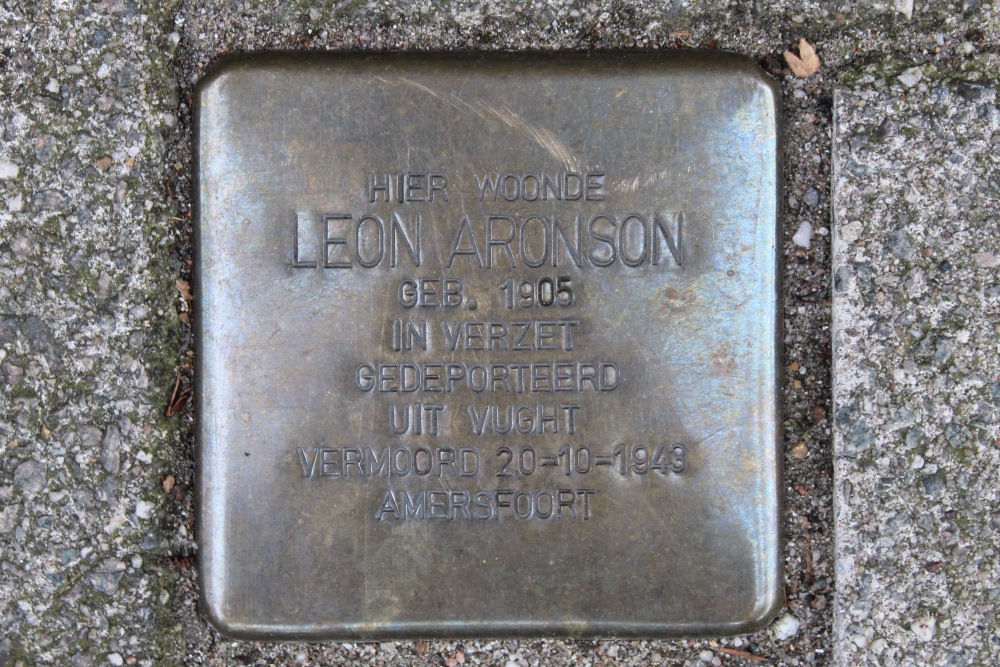 HIER WOONDE
LEON ARONSON
GEB. 1905
IN VERZET
GEDEPORTEERD
UIT VUGHT
VERMOORD 20-10-1943
AMERSFOORT